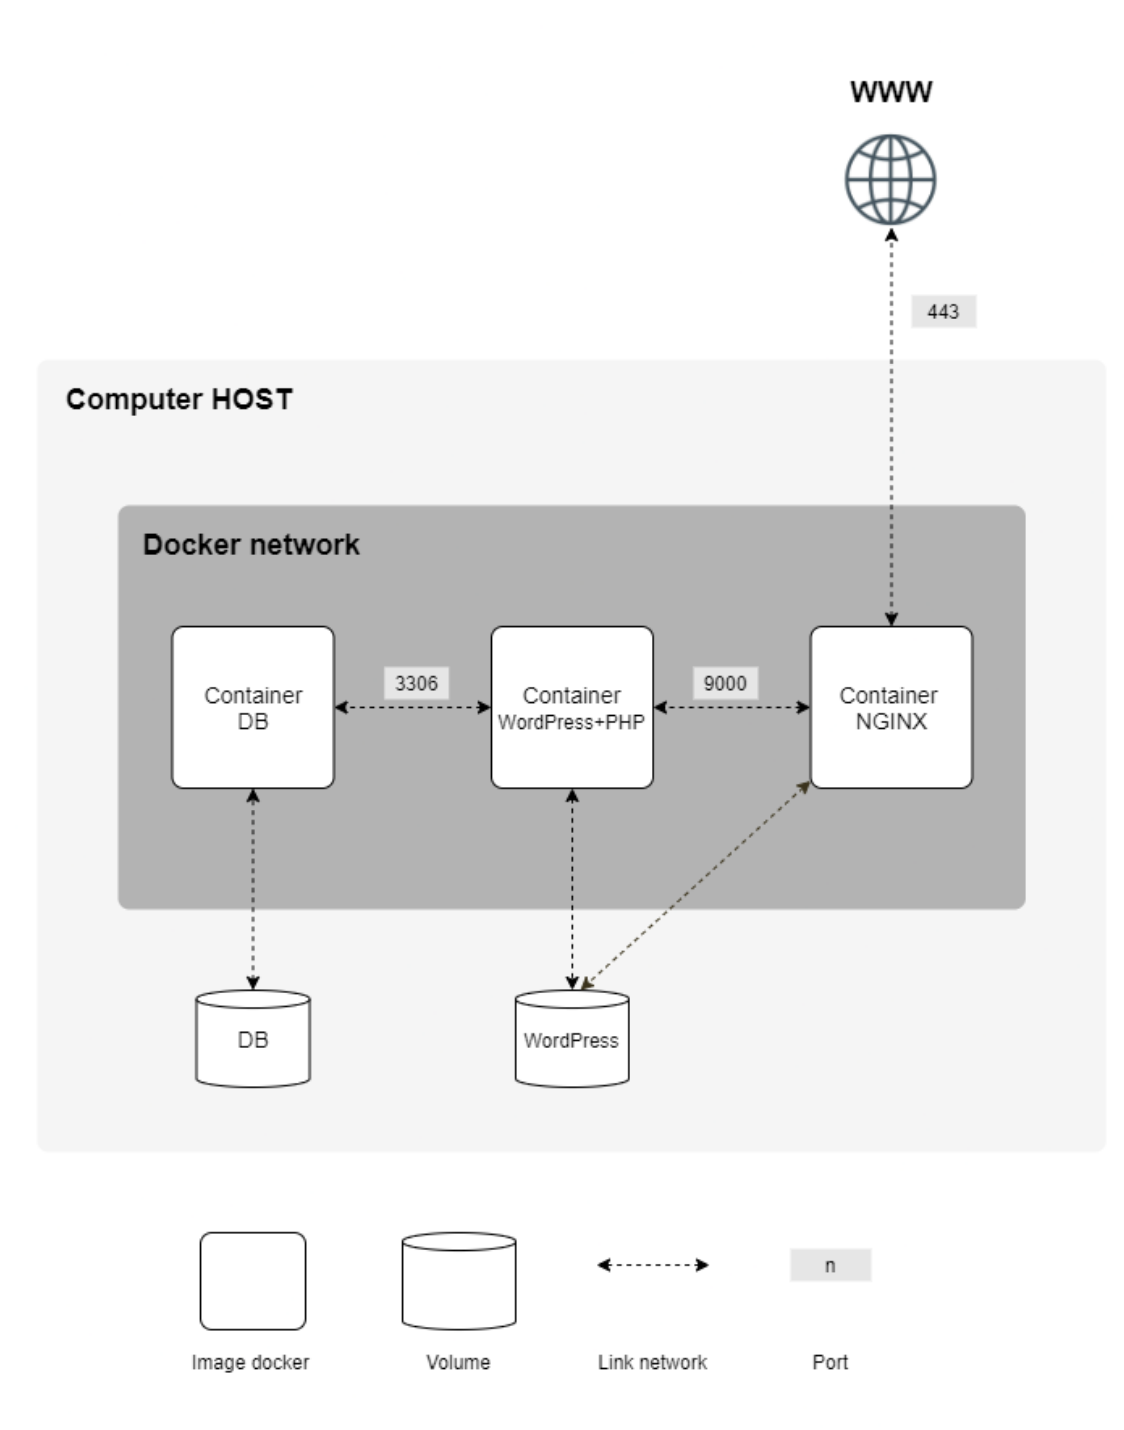 WWW
443
Computer HOST
Docker network
Container
DB
3306
Container
WordPress+PHP
9000
Container
NGINX
DB
WordPress
n
Image docker
Volume
Link network
Port